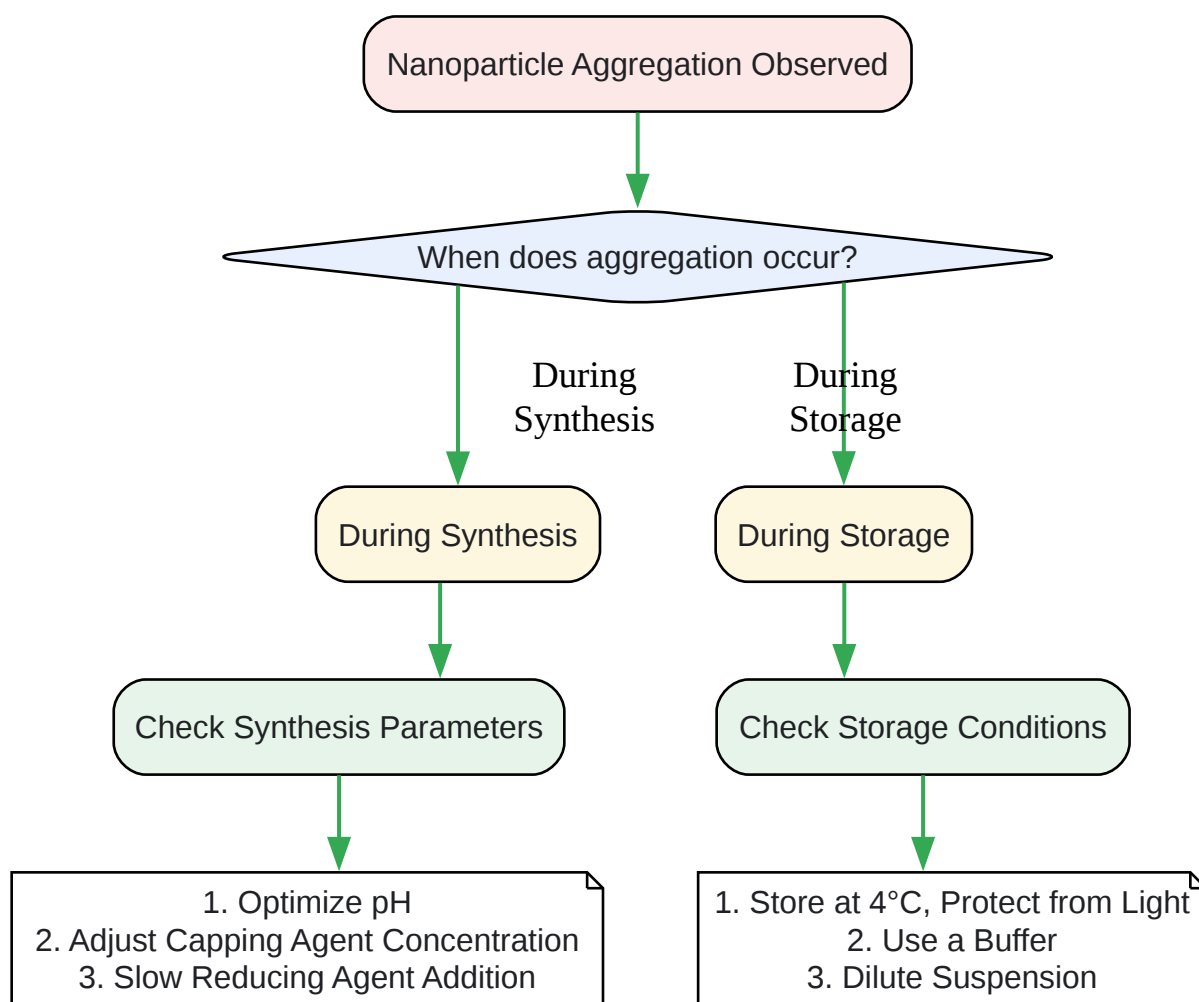 Nanoparticle Aggregation Observed
When does aggregation occur?
During
Synthesis
During
Storage
During Synthesis
During Storage
Check Synthesis Parameters
Check Storage Conditions
1. Optimize pH
2. Adjust Capping Agent Concentration
3. Slow Reducing Agent Addition
1. Store at 4°C, Protect from Light
2. Use a Buffer
3. Dilute Suspension